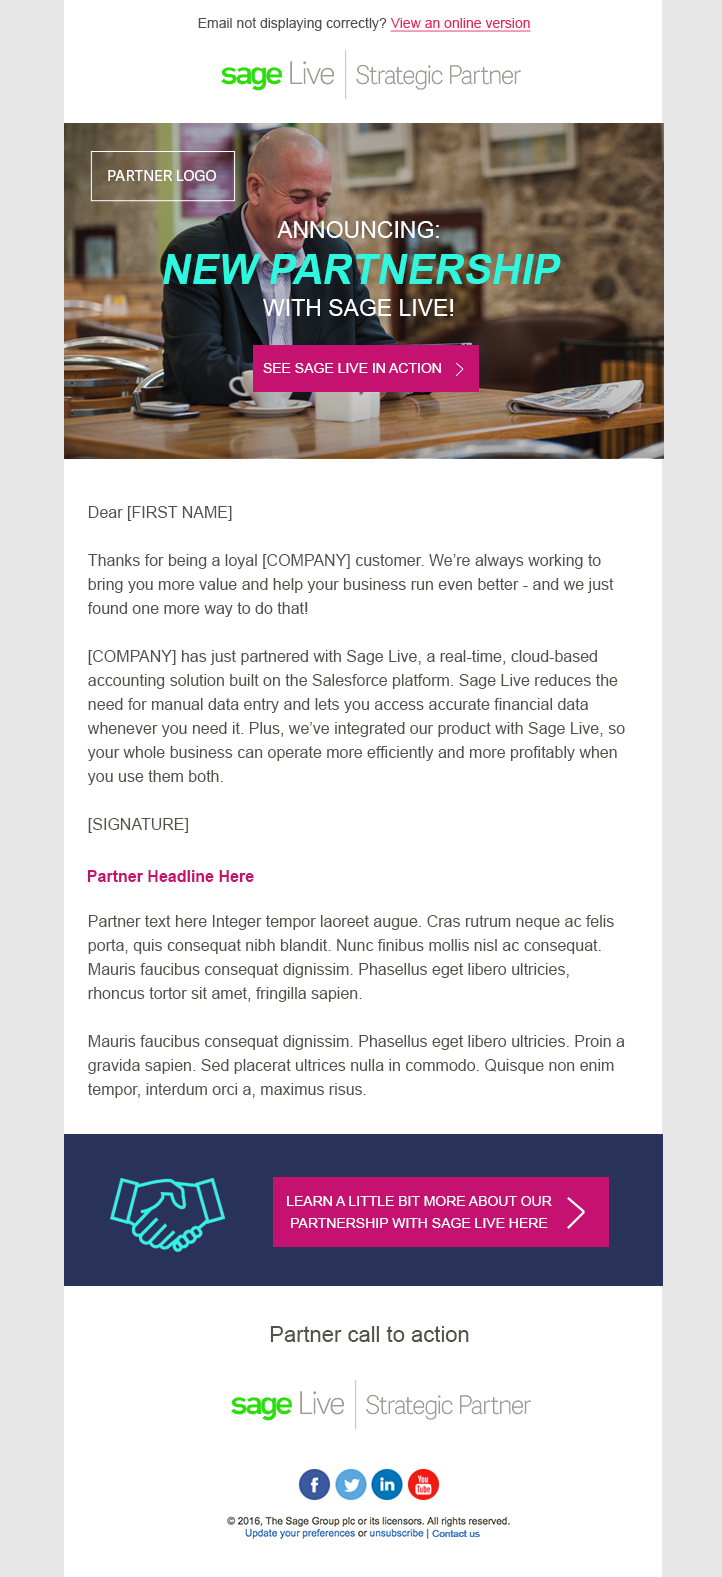 Email not displaying correctly? View an online version
sage Live | Strategic Partner
PARTNER LOGO
ANNOUNCING:
NEW PARTNERSHIP
WITH SAGE LIVE!
SEE SAGE LIVE IN ACTION
Dear [FIRST NAME]
Thanks for being a loyal [COMPANY] customer. We’re always working to
bring you more value and help your business run even better - and we just
found one more way to do that!
[COMPANY] has just partnered with Sage Live, a real-time, cloud-based
accounting solution built on the Salesforce platform. Sage Live reduces the
need for manual data entry and lets you access accurate financial data
whenever you need it. Plus, we’ve integrated our product with Sage Live, so
your whole business can operate more efficiently and more profitably when
you use them both.
[SIGNATURE]
Partner Headline Here
Partner text here Integer tempor laoreet augue. Cras rutrum neque ac felis
porta, quis consequat nibh blandit. Nunc finibus mollis nisl ac consequat.
Mauris faucibus consequat dignissim. Phasellus eget libero ultricies,
rhoncus tortor sit amet, fringilla sapien.
Mauris faucibus consequat dignissim. Phasellus eget libero ultricies. Proin a
gravida sapien. Sed placerat ultrices nulla in commodo. Quisque non enim
tempor, interdum orci a, maximus risus.
LEARN A LITTLE BIT MORE ABOUT OUR
PARTNERSHIP WITH SAGE LIVE HERE
Partner call to action
sage Live | Strategic Partner
f in You Tube
© 2016, The Sage Group plc or its licensors. All rights reserved.
Update your preferences or unsubscribe | Contact us